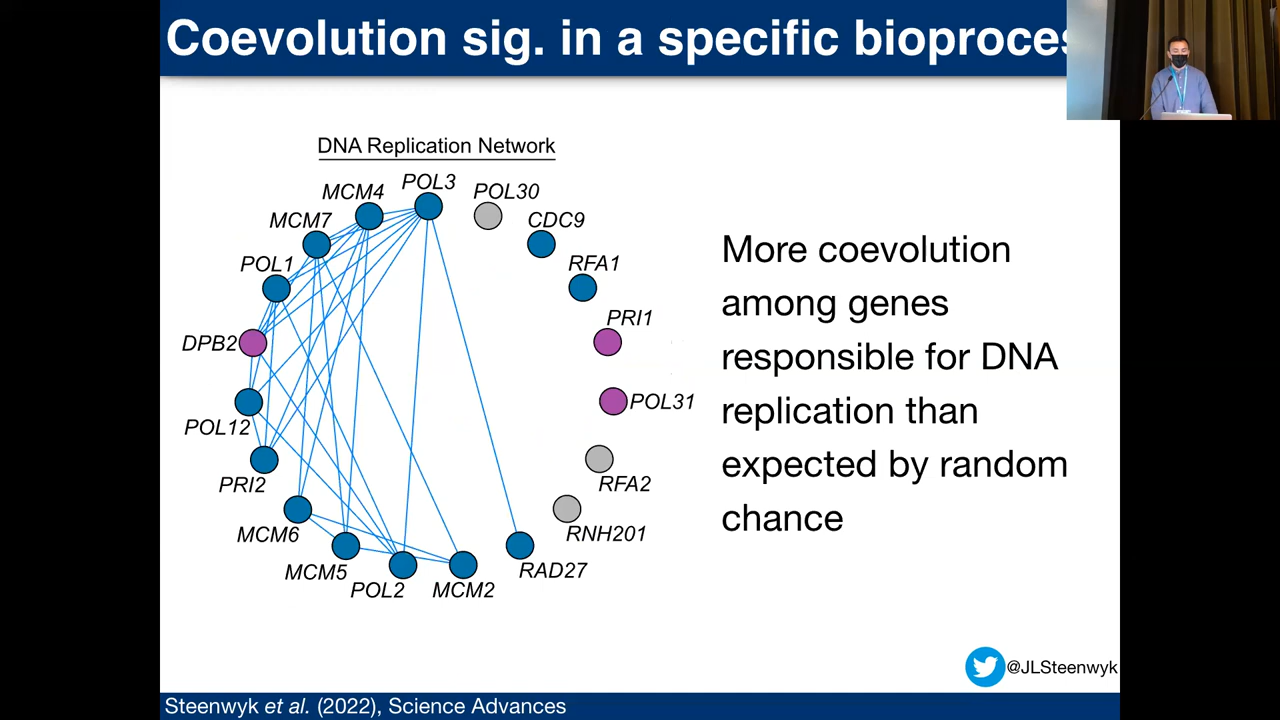 Coevolution sig. in a specific bioproces
DNA Replication Network
POL3
MCM4
POL30
MCM7
CDC9
POL1
RFA1
PRI1
DPB2
POL31
POL12
PRI2
RFA2
MCM6
RNH201
MCM5
RAD27
POL2
MCM2
More coevolution
among genes
responsible for DNA
replication than
expected by random
chance
@JLSteenwyk
Steenwyk et al. (2022), Science Advances